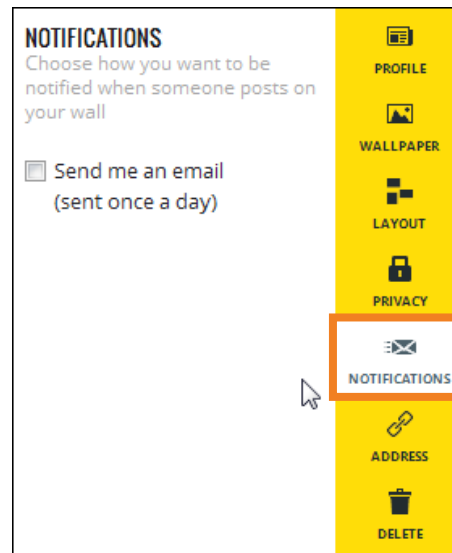 NOTIFICATIONS
Choose how you want to be
notified when someone posts on
your wall
Send me an email
(sent once a day)
PROFILE
WALLPAPER
LAYOUT
PRIVACY
NOTIFICATIONS
ADDRESS
DELETE